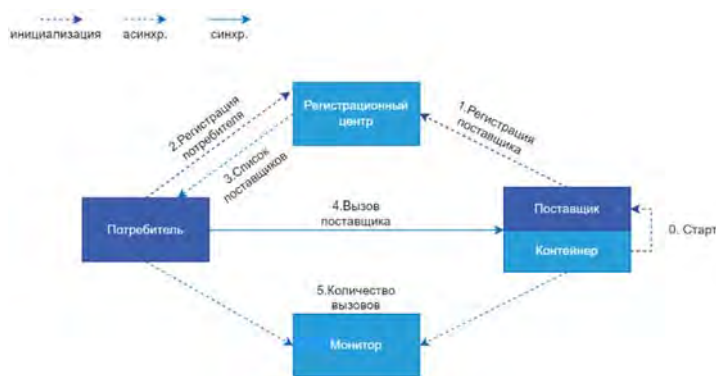 инициализация
асинхр.
синхр.
Регистрационный
центр
2.Регистрация
потребителя
1.Регистрация
поставщика
3.Список
поставщиков
Потребитель
4.Вызов
поставщика
Поставщик
Контейнер
0. Старт
5.Количество
вызовов
Монитор